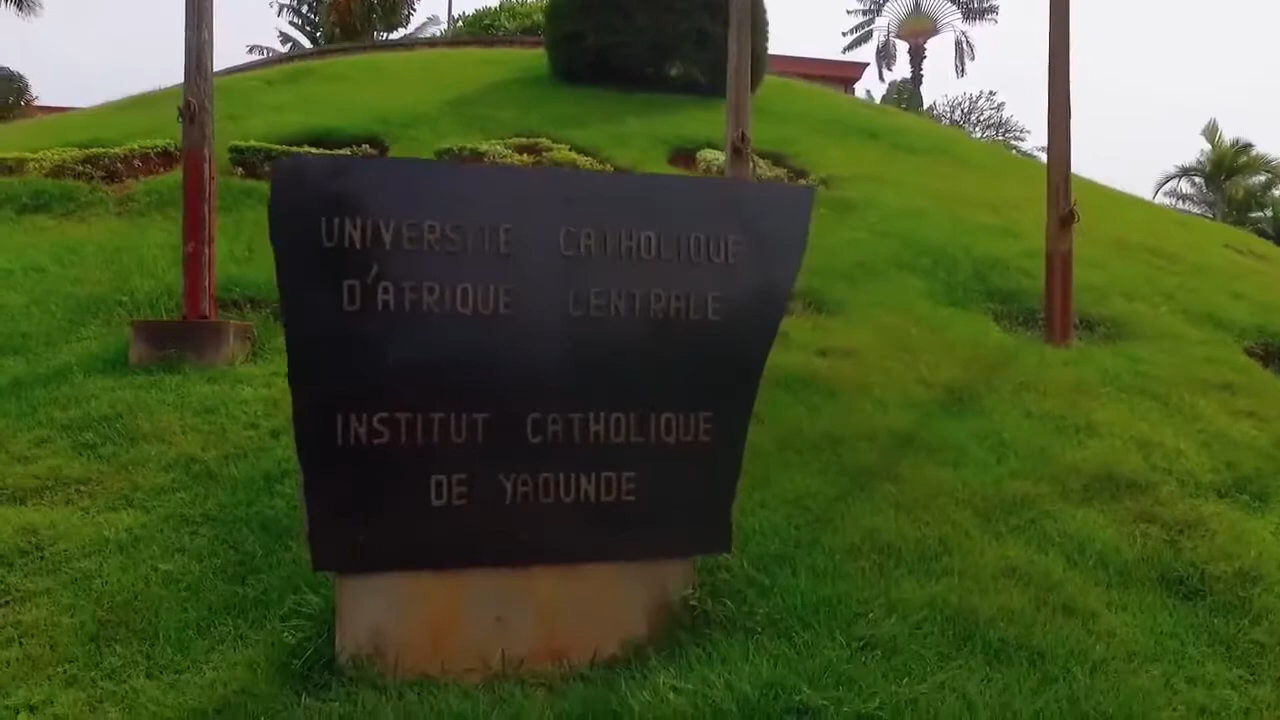 UNIVERSITE CATHOLIQUE
D'AFRIQUE CENTRALE
INSTITUT CATHOLIQUE
DE YAOUNDE